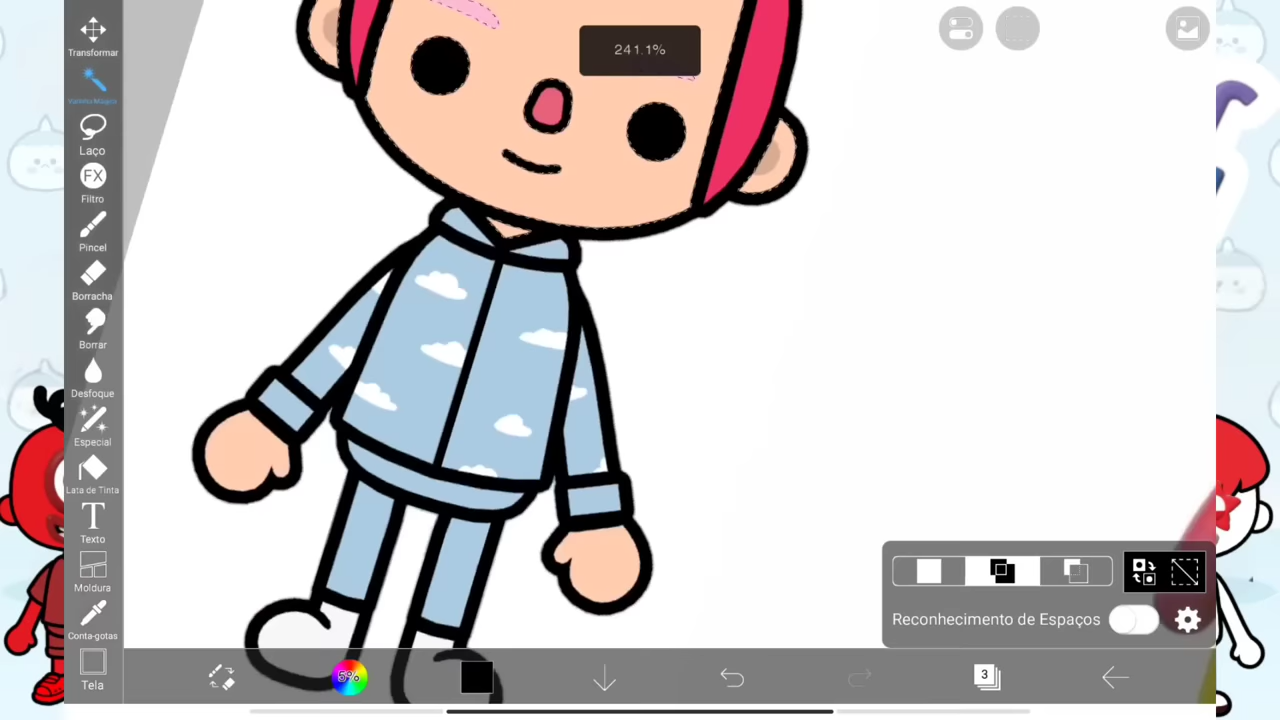 241.1%
Transformar
Varinha Mágica
Laço
FX
Filtro
Pincel
Borracha
Borrar
Desfoque
Especial
Lata de Tinta
T
Texto
Moldura
Conta-gotas
Tela
Reconhecimento de Espaços
5%
3